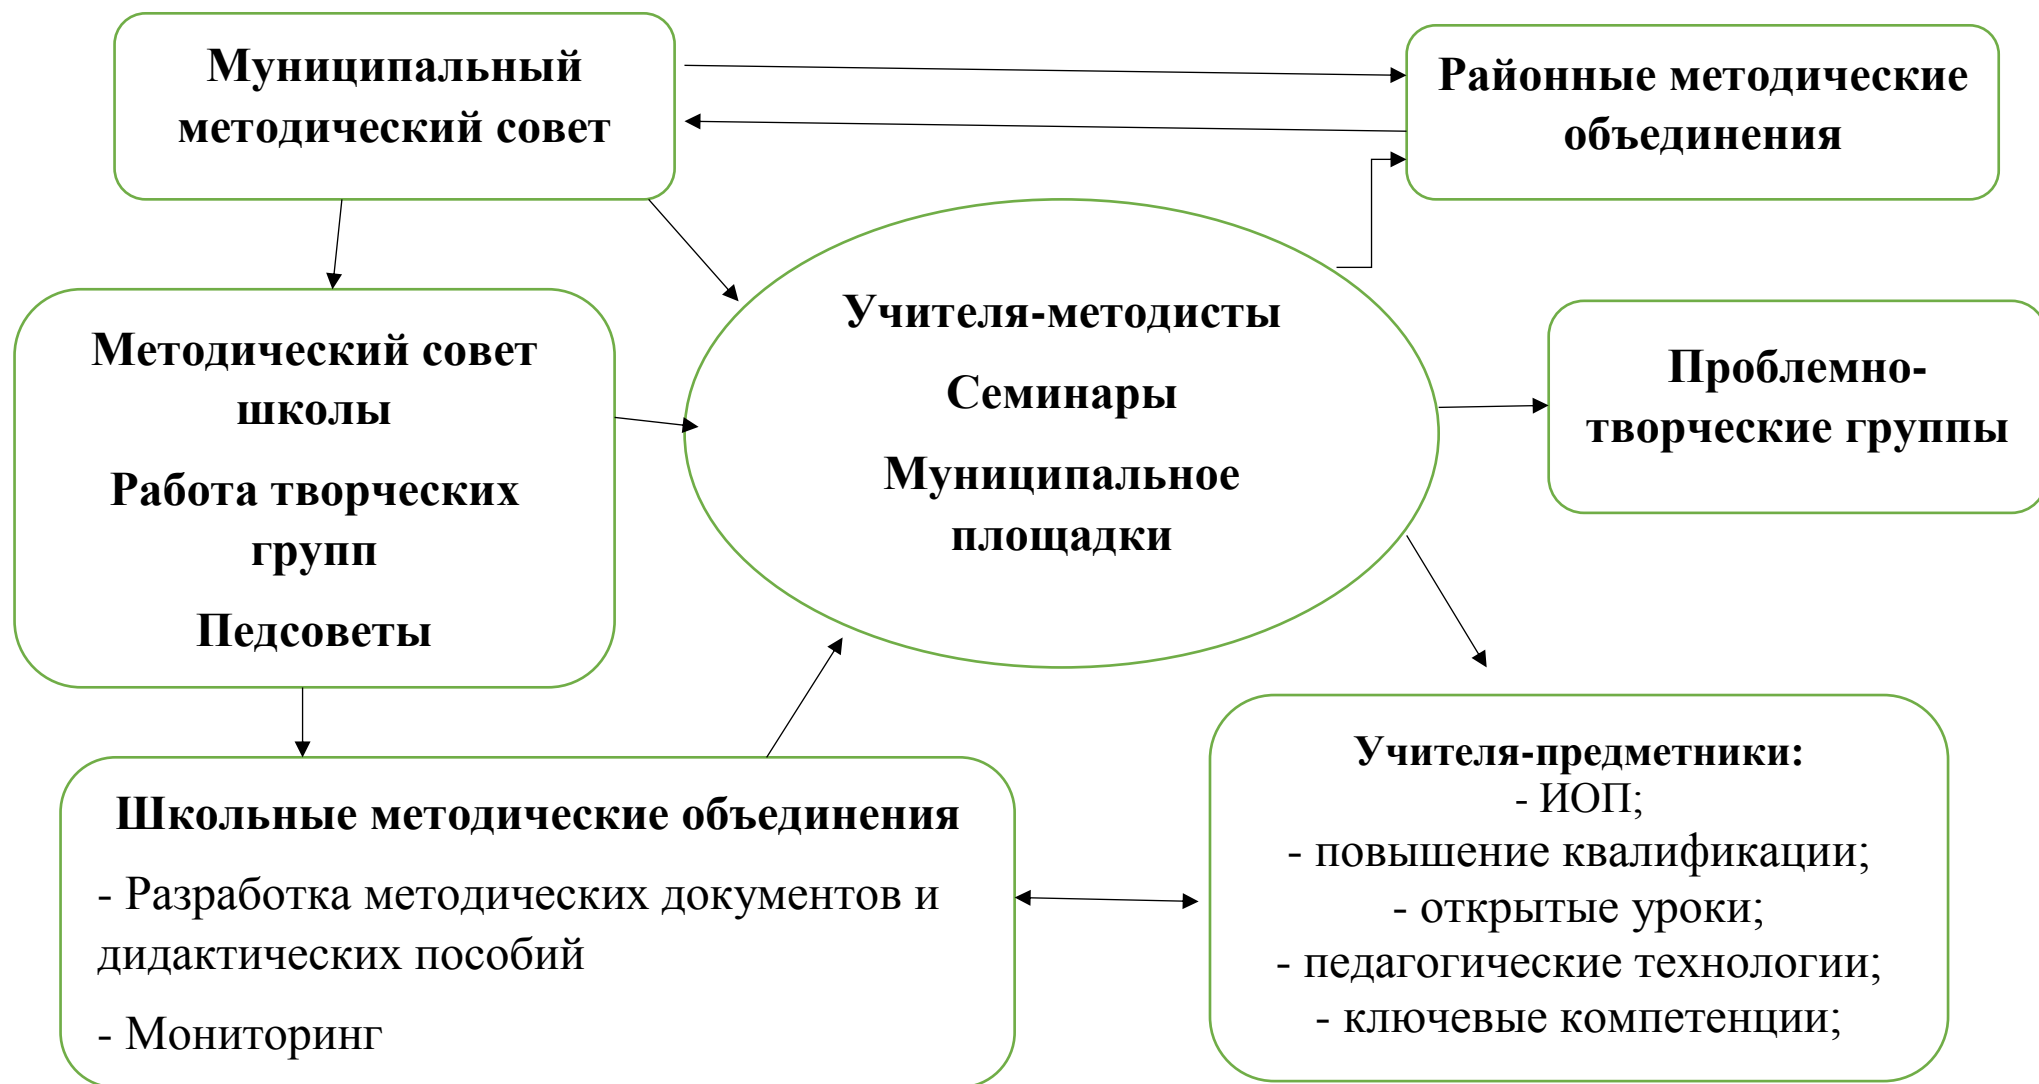 Муниципальный
методический совет
Районные методические
объединения
Учителя-методисты
Семинары
Муниципальное
площадки
Методический совет
школы
Работа творческих
групп
Педсоветы
Проблемно-
творческие группы
Школьные методические объединения
- Разработка методических документов и
дидактических пособий
- Мониторинг
Учителя-предметники:
- ИОП;
- повышение квалификации;
- открытые уроки;
- педагогические технологии;
- ключевые компетенции;